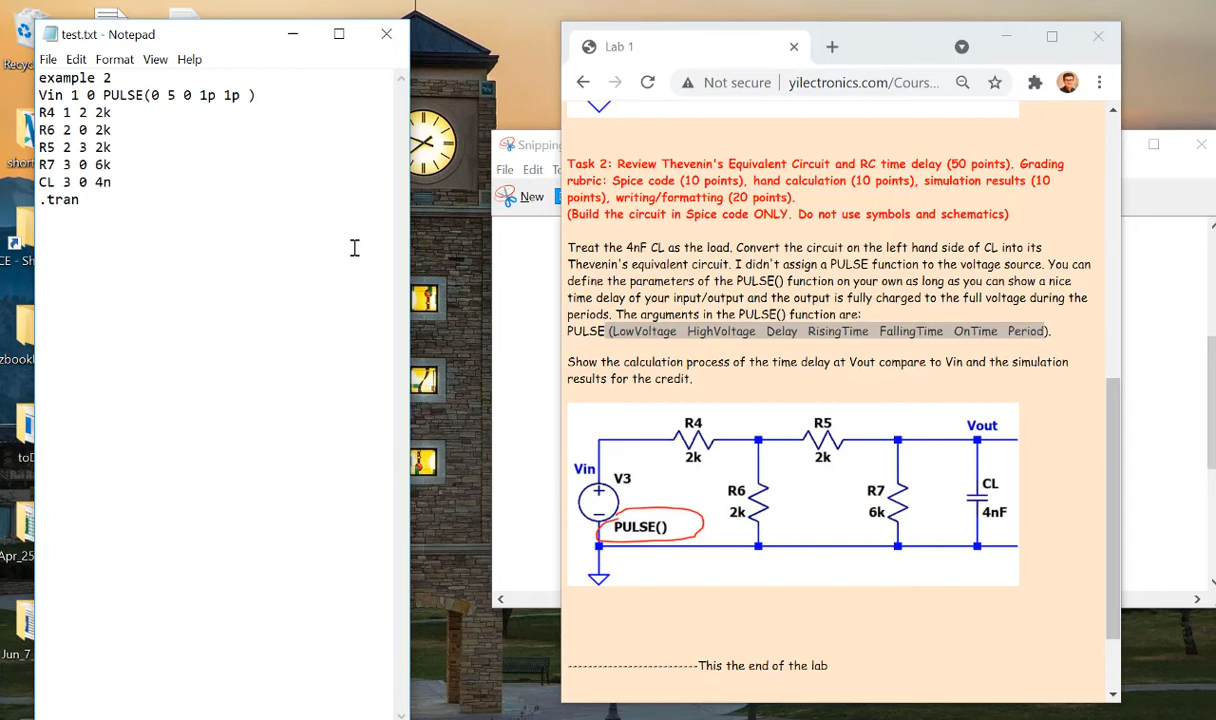 test.txt - Notepad
File Edit Format View Help
example 2
Vin 1 0 PULSE(0 5 0 1p 1p )
R4 1 2 2k
R6 2 0 2k
R5 2 3 2k
R7 3 0 6k
CL 3 0 4n
.tran
Recyc
short
CE - Sh
zbook
toD
Apr_25
Jun_7
Snipping
File Edit
New
Lab 1
Not secure yilectronics.com/Cours...
Task 2: Review Thevenin's Equivalent Circuit and RC time delay (50 points). Grading
rubric: Spice code (10 points), hand calculation (10 points), simulation results (10
points), writing/formatting (20 points).
(Build the circuit in Spice code ONLY. Do not use symbols and schematics)
Treat the 4nF CL as the load. Convert the circuit on the left hand side of CL into its
Thevenin's equivalent circuit. I didn't assign a PULSE function to the voltage source. You can
define the parameters of the PULSE() function on your own as long as you can show a nice
time delay of your input/output and the output is fully charged to the full voltage during the
periods. The arguments in the PULSE() function are:
PULSE (LowVoltage HighVoltage Delay RisingTime FallingTime OnTime Period).
Show the calculation process of the time delay at Vout compare to Vin and the simulation
results for the credit.
R4 R5 Vout
2k 2k
Vin V3 R6 R7 CL
2k 6k 4nF
PULSE()
This the end of the lab